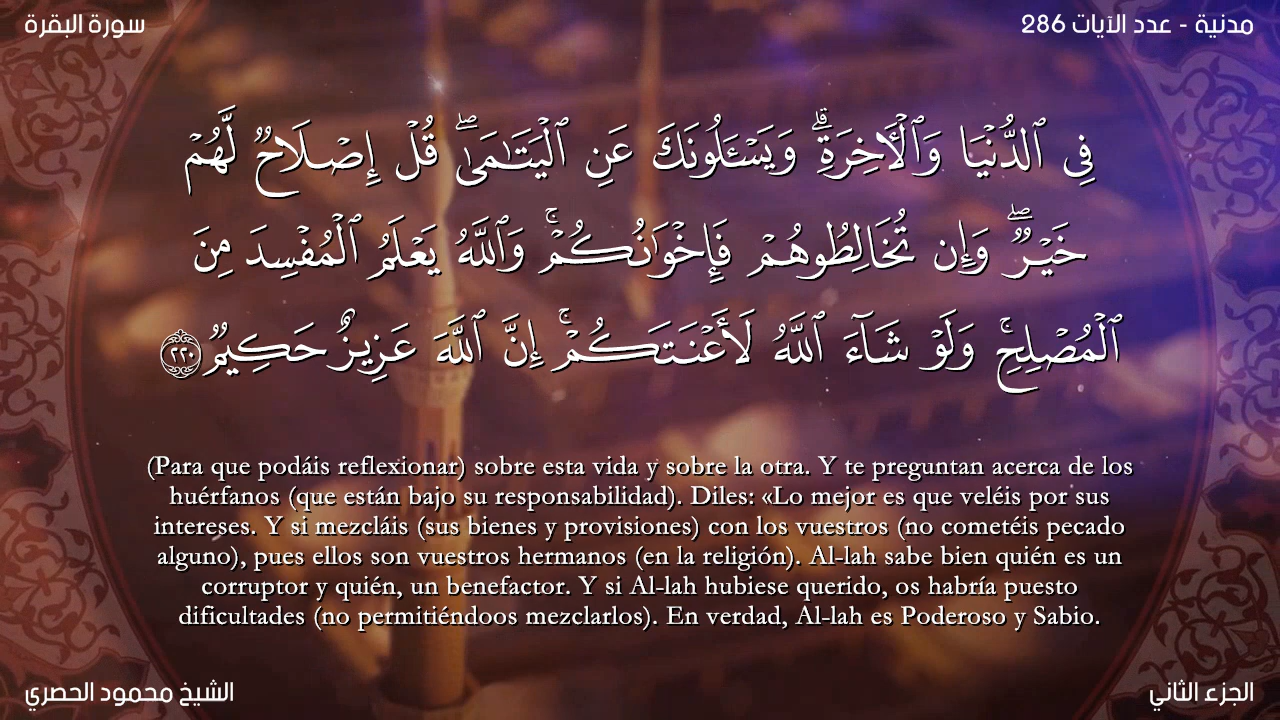 سورة البقرة
مدنية - عدد الآيات 286
فِي ٱلدُّنْيَا وَٱلْـَٔاخِرَةِۗ وَيَسْـَٔلُونَكَ عَنِ ٱلْيَتَـٰمَىٰۖ قُلْ إِصْلَاحٌ لَّهُمْ
خَيْرٌۖ وَإِن تُخَالِطُوهُمْ فَإِخْوَٰنُكُمْۚ وَٱللَّهُ يَعْلَمُ ٱلْمُفْسِدَ مِنَ
ٱلْمُصْلِحِۚ وَلَوْ شَآءَ ٱللَّهُ لَأَعْنَتَكُمْۚ إِنَّ ٱللَّهَ عَزِيزٌ حَكِيمٌ ٢٢٠
(Para que podáis reflexionar) sobre esta vida y sobre la otra. Y te preguntan acerca de los
huérfanos (que están bajo su responsabilidad). Diles: «Lo mejor es que veléis por sus
intereses. Y si mezcláis (sus bienes y provisiones) con los vuestros (no cometéis pecado
alguno), pues ellos son vuestros hermanos (en la religión). Al-lah sabe bien quién es un
corruptor y quién, un benefactor. Y si Al-lah hubiese querido, os habría puesto
dificultades (no permitiéndoos mezclarlos). En verdad, Al-lah es Poderoso y Sabio.
الشيخ محمود الحصري
الجزء الثاني